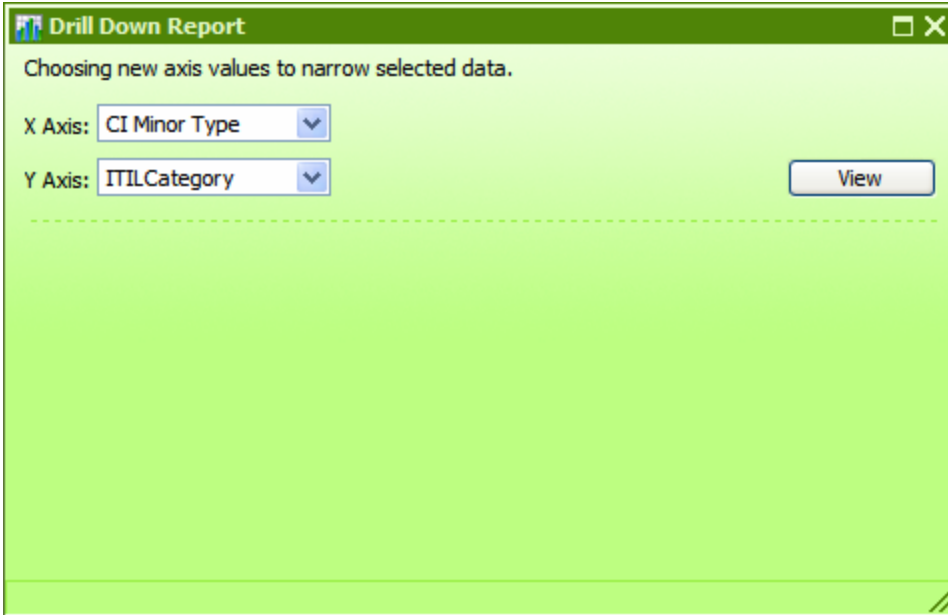 Drill Down Report
Choosing new axis values to narrow selected data.
X Axis: CI Minor Type
Y Axis: ITILCategory View